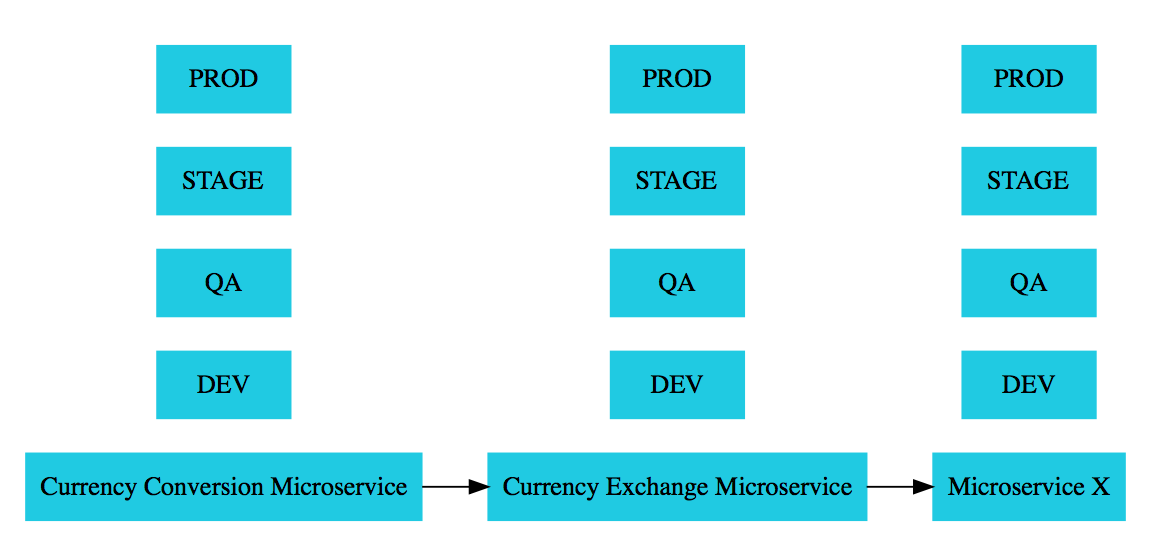 PROD
PROD
PROD
STAGE
STAGE
STAGE
QA
QA
QA
DEV
DEV
DEV
Currency Conversion Microservice
Currency Exchange Microservice
Microservice X